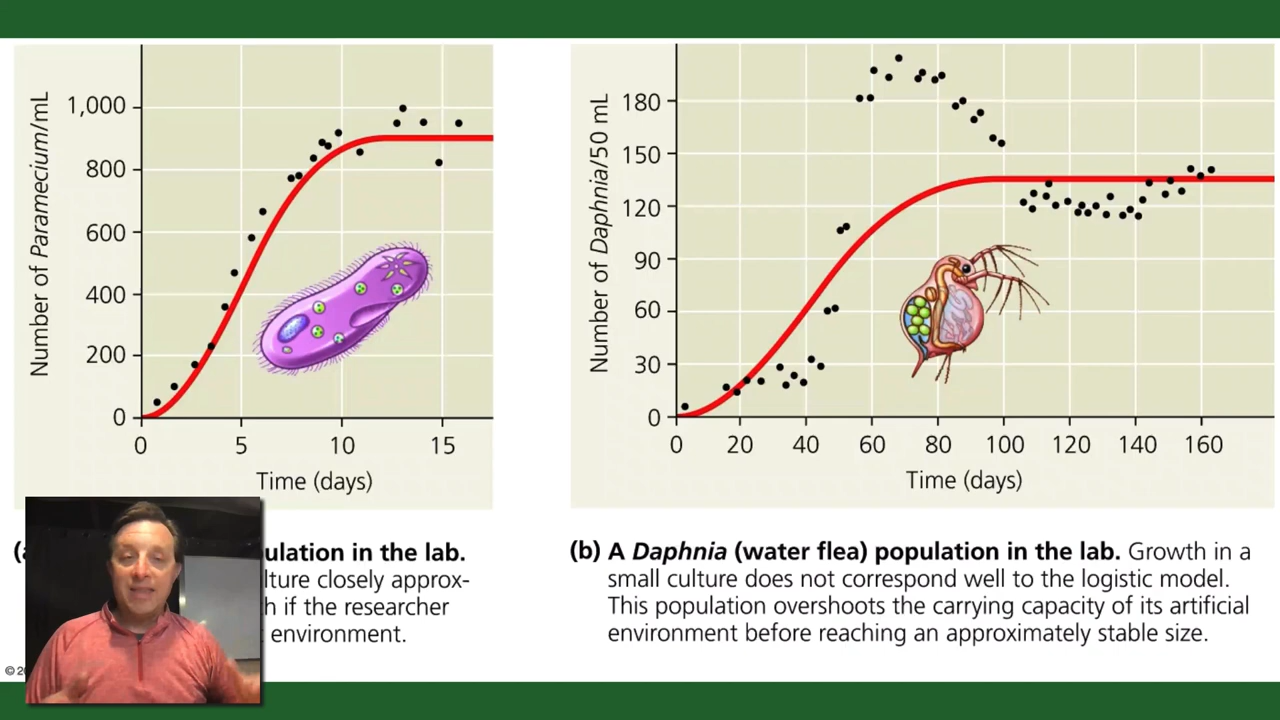 Number of Paramecium/mL
1,000
800
600
400
200
0
0 5 10 15
Time (days)
Number of Daphnia/50 mL
180
150
120
90
60
30
0
0 20 40 60 80 100 120 140 160
Time (days)
(a
ulation in the lab.
lture closely approx-
h if the researcher
environment.
(b) A Daphnia (water flea) population in the lab. Growth in a
small culture does not correspond well to the logistic model.
This population overshoots the carrying capacity of its artificial
environment before reaching an approximately stable size.
© 20